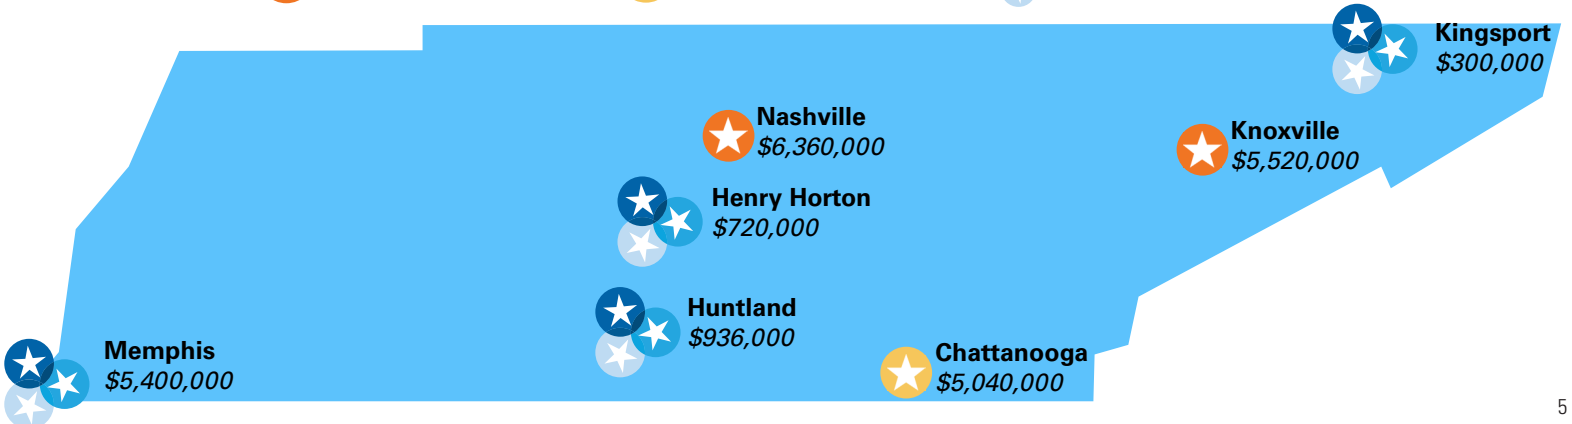 Kingsport
$300,000
Nashville
$6,360,000
Knoxville
$5,520,000
Henry Horton
$720,000
Huntland
$936,000
Memphis
$5,400,000
Chattanooga
$5,040,000
5